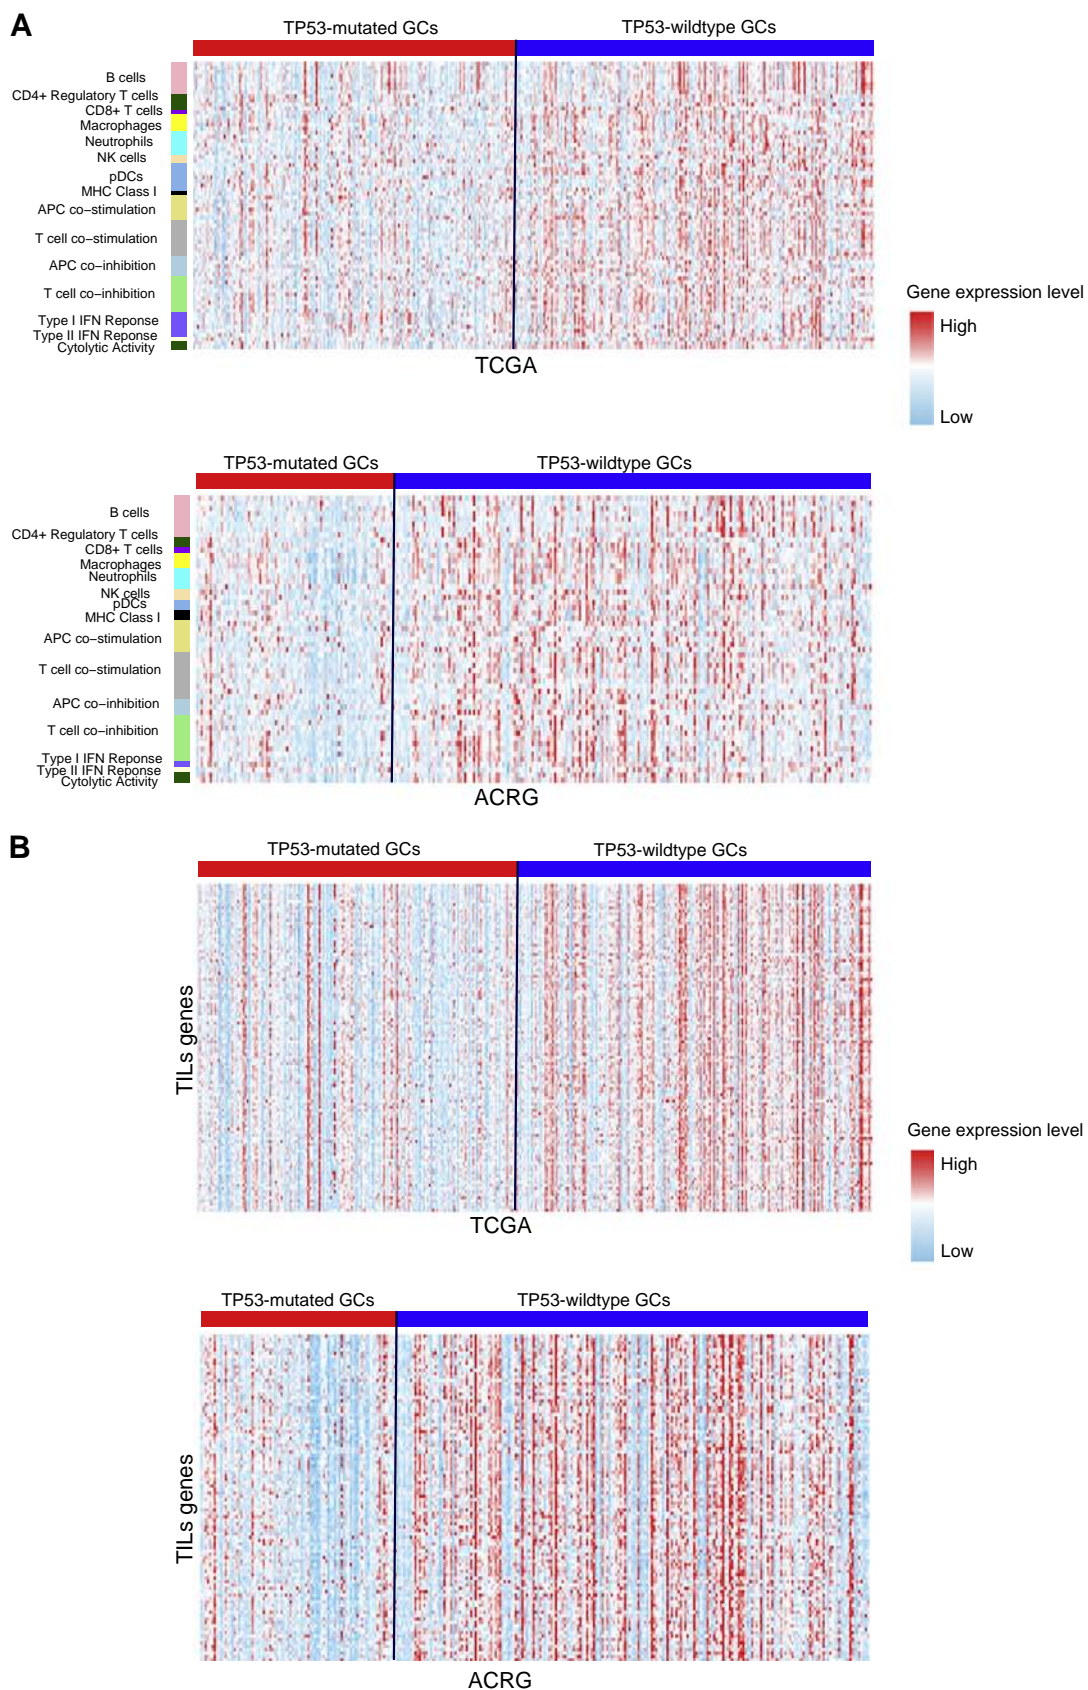 A
TP53-mutated GCs
TP53-wildtype GCs
B cells
CD4+ Regulatory T cells
CD8+ T cells
Macrophages
Neutrophils
NK cells
pDCs
MHC Class I
APC co−stimulation
T cell co−stimulation
APC co−inhibition
T cell co−inhibition
Type I IFN Reponse
Type II IFN Reponse
Cytolytic Activity
TCGA
Gene expression level
High
Low
TP53-mutated GCs
TP53-wildtype GCs
B cells
CD4+ Regulatory T cells
CD8+ T cells
Macrophages
Neutrophils
NK cells
pDCs
MHC Class I
APC co−stimulation
T cell co−stimulation
APC co−inhibition
T cell co−inhibition
Type I IFN Reponse
Type II IFN Reponse
Cytolytic Activity
ACRG
B
TP53-mutated GCs
TP53-wildtype GCs
TILs genes
TCGA
Gene expression level
High
Low
TP53-mutated GCs
TP53-wildtype GCs
TILs genes
ACRG